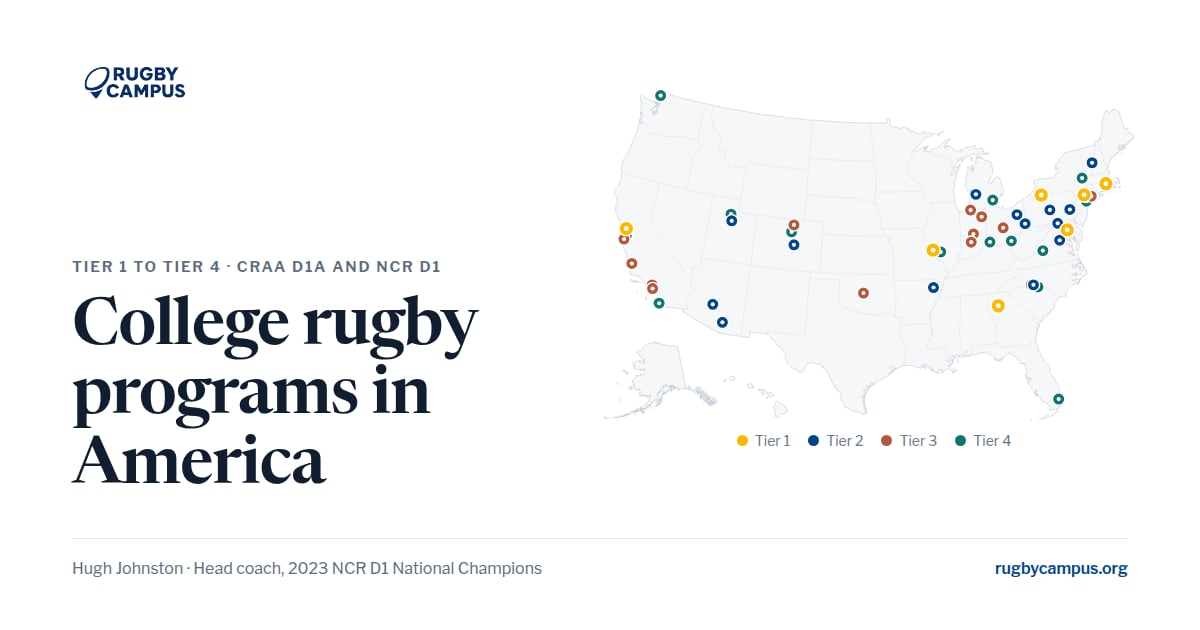 RUGBY
CAMPUS
TIER 1 TO TIER 4 · CRAA D1A AND NCR D1
College rugby
programs in
America
Tier 1 Tier 2 Tier 3 Tier 4
Hugh Johnston · Head coach, 2023 NCR D1 National Champions
rugbycampus.org